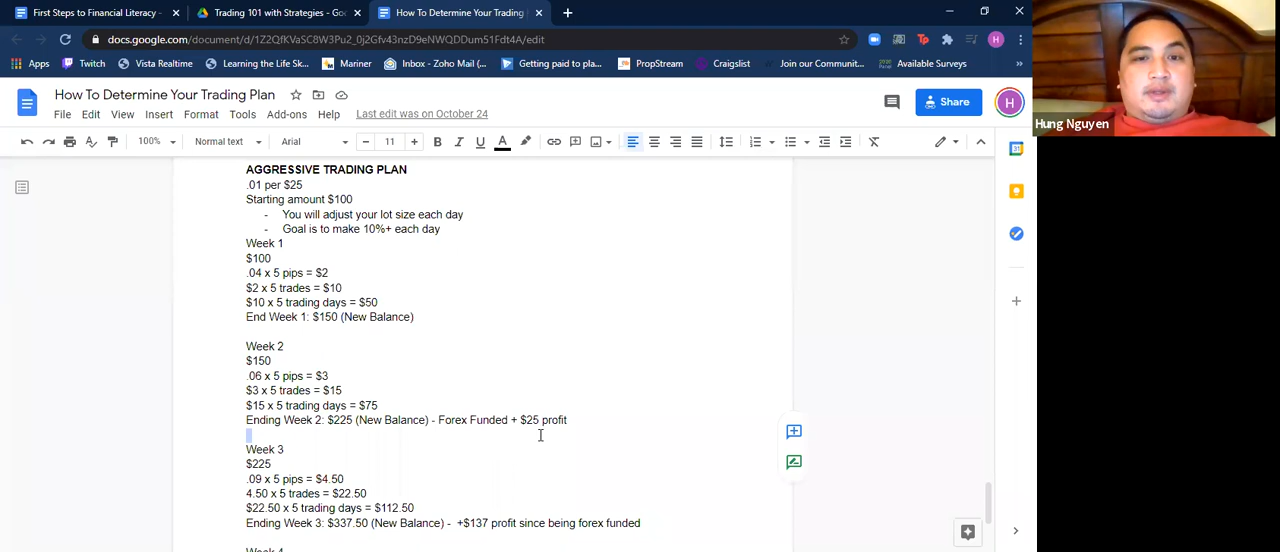 First Steps to Financial Literacy -
Trading 101 with Strategies - Goo
How To Determine Your Trading
docs.google.com/document/d/1Z2QfKVaSC8W3Pu2_0j2Gfv43nzD9eNWQDDum51Fdt4A/edit
Apps
Twitch
Vista Realtime
Learning the Life Sk...
Mariner
Inbox - Zoho Mail (...
Getting paid to pla...
PropStream
Craigslist
Join our Communit...
Available Surveys
How To Determine Your Trading Plan
File Edit View Insert Format Tools Add-ons Help Last edit was on October 24
Share
H
100% Normal text Arial 11 B I U A
Hung Nguyen
AGGRESSIVE TRADING PLAN
.01 per $25
Starting amount $100
- You will adjust your lot size each day
- Goal is to make 10%+ each day
Week 1
$100
.04 x 5 pips = $2
$2 x 5 trades = $10
$10 x 5 trading days = $50
End Week 1: $150 (New Balance)
Week 2
$150
.06 x 5 pips = $3
$3 x 5 trades = $15
$15 x 5 trading days = $75
Ending Week 2: $225 (New Balance) - Forex Funded + $25 profit
Week 3
$225
.09 x 5 pips = $4.50
4.50 x 5 trades = $22.50
$22.50 x 5 trading days = $112.50
Ending Week 3: $337.50 (New Balance) - +$137 profit since being forex funded
Week 4